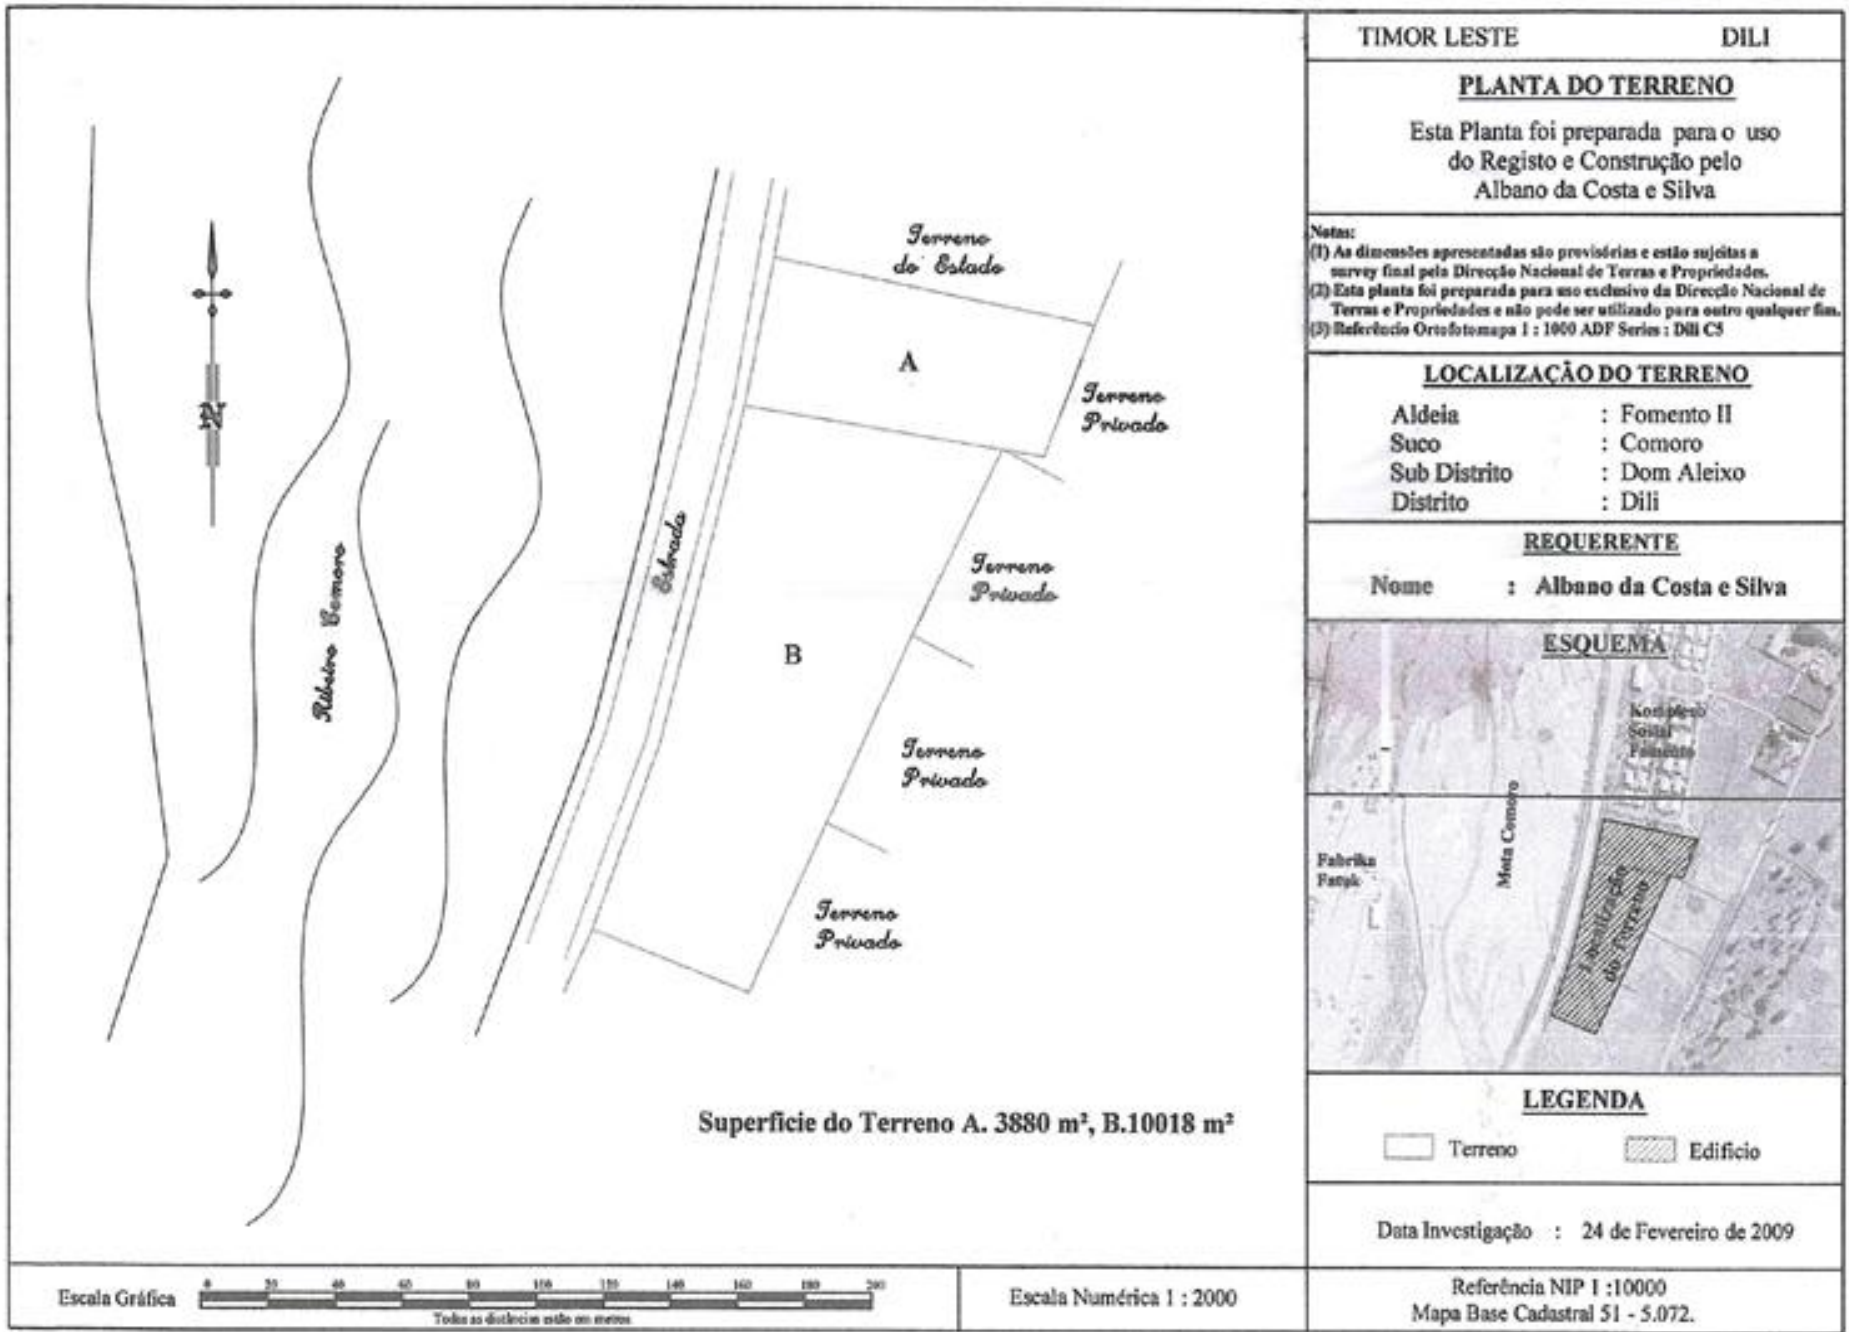 TIMOR LESTE DILI
PLANTA DO TERRENO
Esta Planta foi preparada para o uso
do Registo e Construção pelo
Albano da Costa e Silva
Notas:
(1) As dimensões apresentadas são provisórias e estão sujeitas a
survey final pela Direcção Nacional de Terras e Propriedades.
(2) Esta planta foi preparada para uso exclusivo da Direcção Nacional de
Terras e Propriedades e não pode ser utilizado para outro qualquer fim.
(3) Referêncio Ortofotomapa 1 : 1000 ADF Series : Dili C5
LOCALIZAÇÃO DO TERRENO
Aldeia : Fomento II
Suco : Comoro
Sub Distrito : Dom Aleixo
Distrito : Dili
REQUERENTE
Nome : Albano da Costa e Silva
ESQUEMA
Komplexo
Sosial
Fomento
Mota Comoro
Fabrika
Fatuk
Localização
do Terreno
LEGENDA
Terreno
Edificio
Data Investigação : 24 de Fevereiro de 2009
Referência NIP 1 :10000
Mapa Base Cadastral 51 - 5.072.
Terreno
do Estado
A
Terreno
Privado
N
Estrada
Ribeiro Comoro
Terreno
Privado
B
Terreno
Privado
Terreno
Privado
Superficie do Terreno A. 3880 m², B.10018 m²
Escala Gráfica
0 20 40 60 80 100 120 140 160 180 200
Todas as distâncias estão em metros
Escala Numérica 1 : 2000